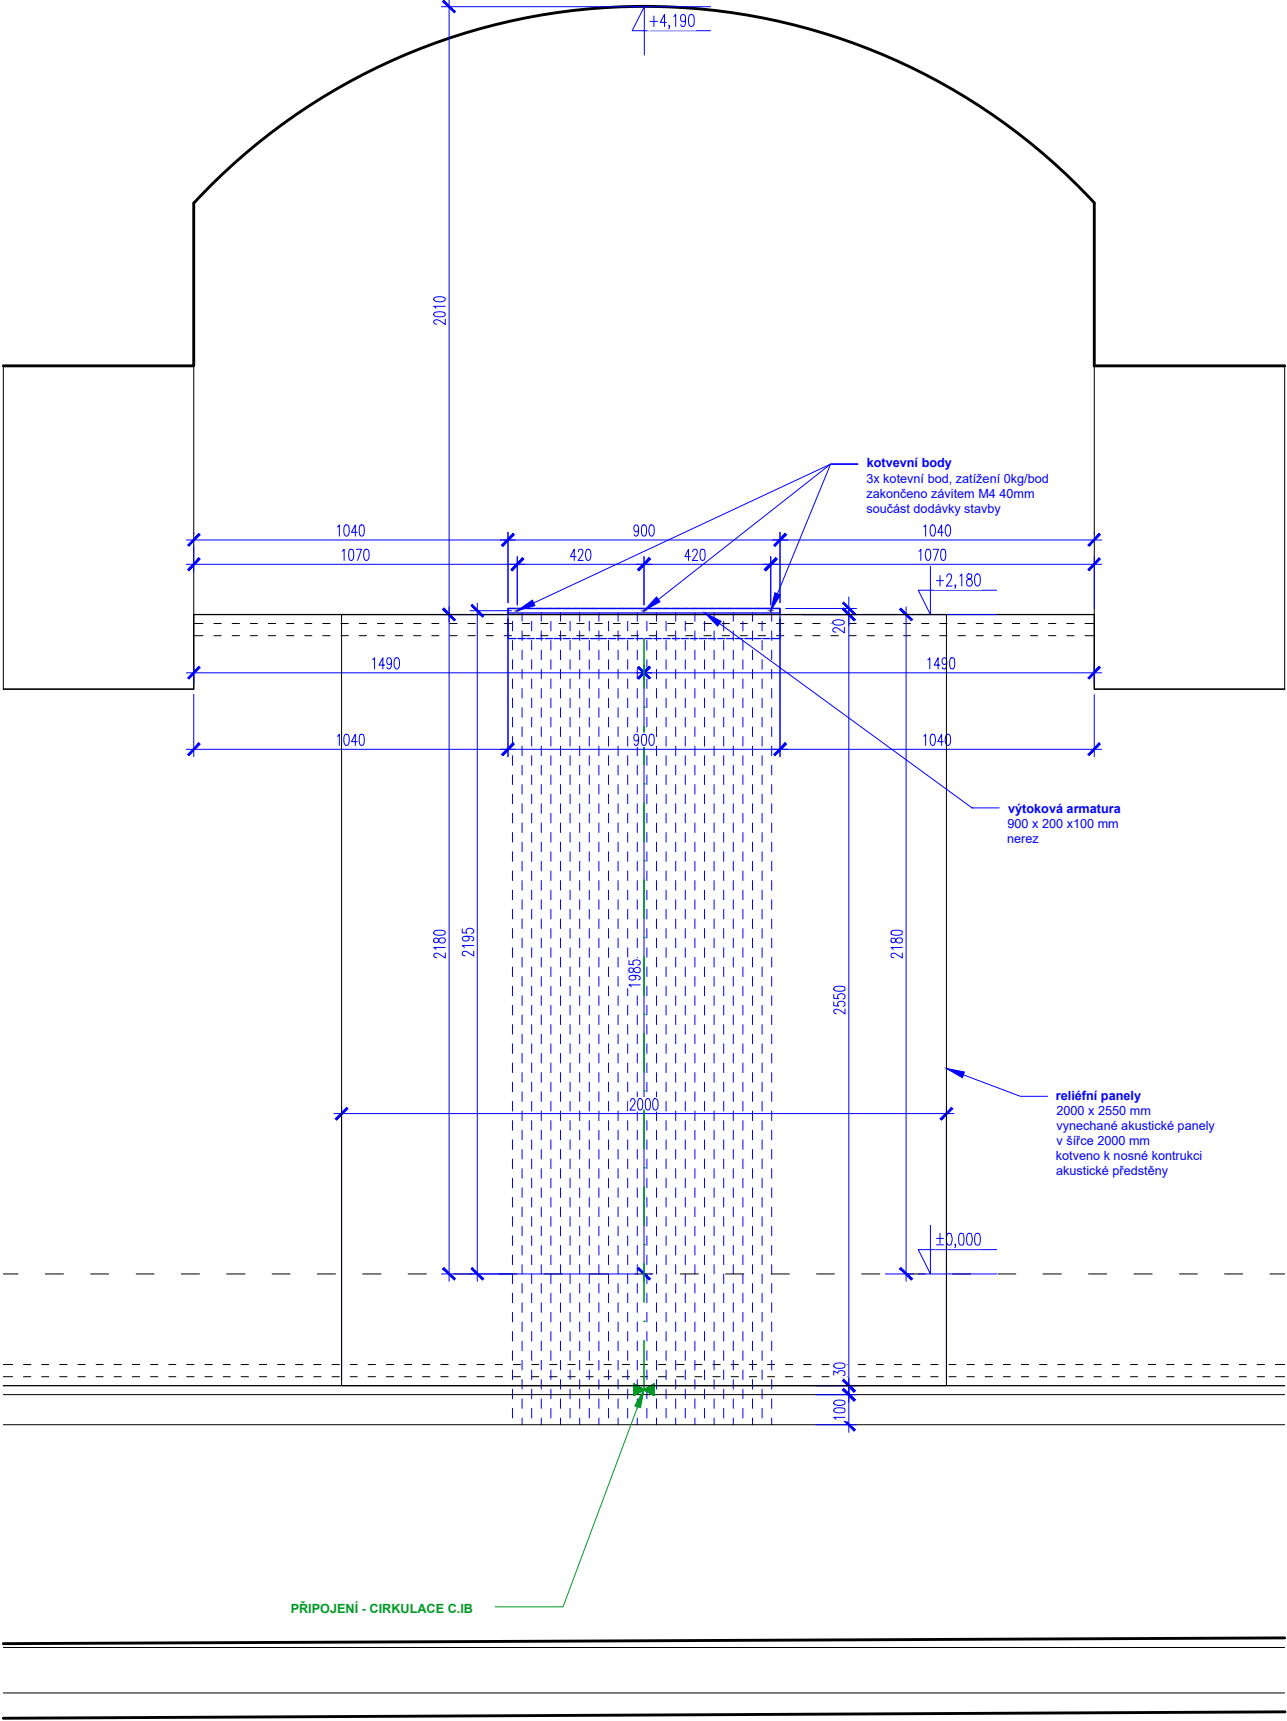 +4,190
2010
kotvevní body
3x kotevní bod, zatížení 0kg/bod
zakončeno závitem M4 40mm
součást dodávky stavby
1040
900
1040
1070
420
420
1070
+2,180
20
1490
1490
1040
900
1040
výtoková armatura
900 x 200 x100 mm
nerez
2180
2195
1985
2180
2550
reliéfní panely
2000 x 2550 mm
vynechané akustické panely
v šířce 2000 mm
kotveno k nosné kontrukci
akustické předstěny
2000
±0,000
30
100
PŘIPOJENÍ - CIRKULACE C.IB